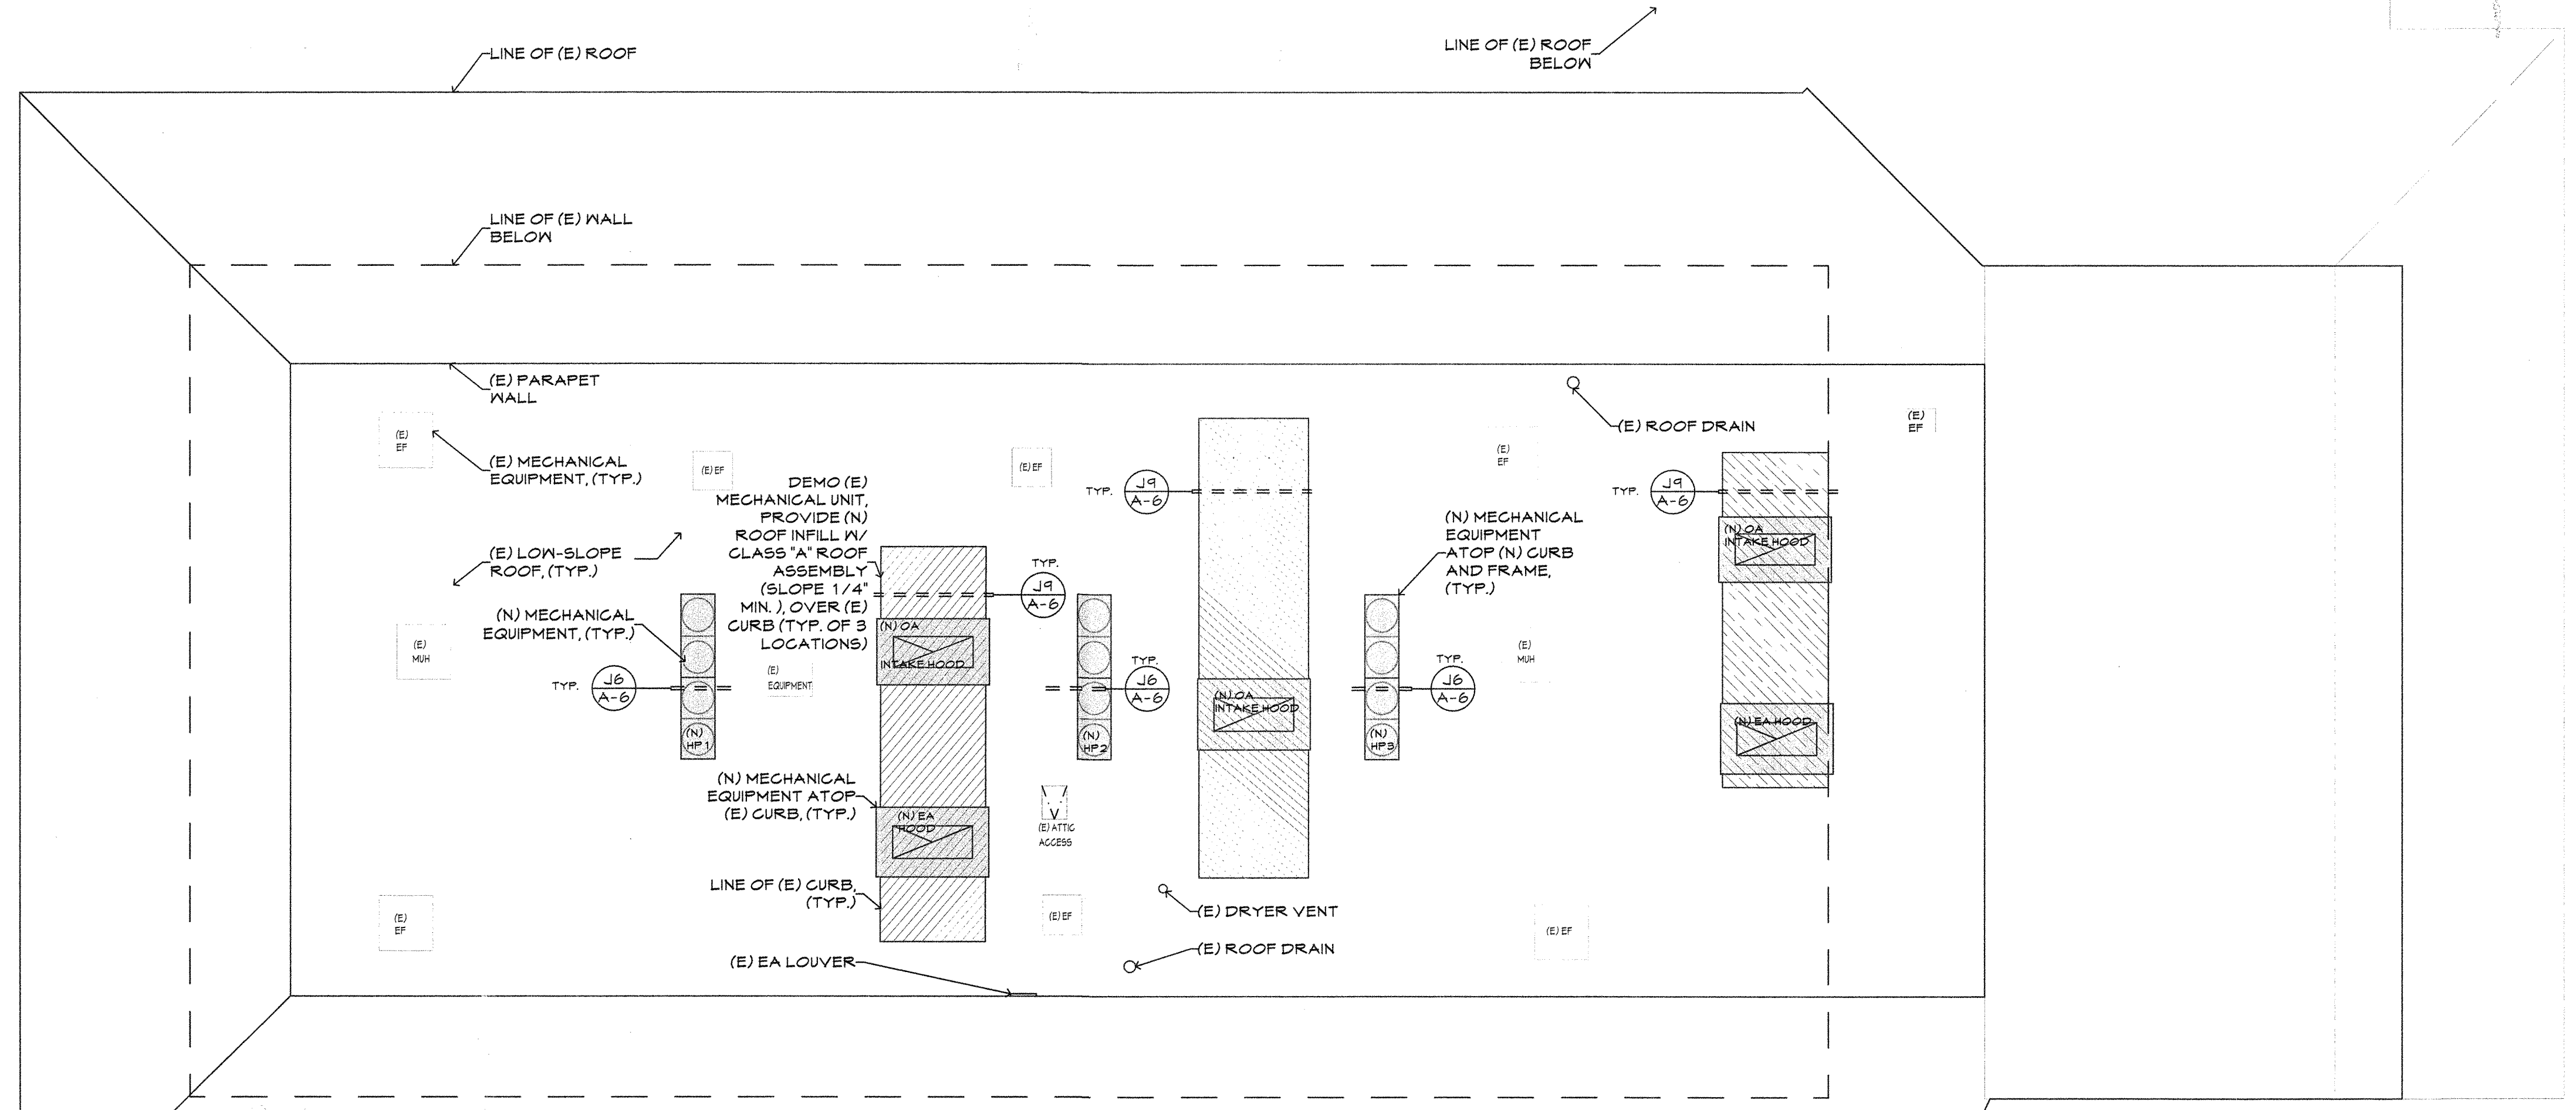 LINE OF (E) ROOF
LINE OF (E) ROOF
BELOW
LINE OF (E) WALL
BELOW
(E) PARAPET
WALL
(E)
EF
(E) MECHANICAL
EQUIPMENT, (TYP.)
(E) EF
(E) EF
(E)
EF
(E) ROOF DRAIN
(E)
EF
DEMO (E)
MECHANICAL UNIT,
PROVIDE (N)
ROOF INFILL W/
CLASS "A" ROOF
ASSEMBLY
(SLOPE 1/4"
MIN.), OVER (E)
CURB (TYP. OF 3
LOCATIONS)
TYP.
J9
A-6
TYP.
J9
A-6
(N) MECHANICAL
EQUIPMENT
ATOP (N) CURB
AND FRAME,
(TYP.)
(N) OA
INTAKE HOOD
(E) LOW-SLOPE
ROOF, (TYP.)
TYP.
J9
A-6
(N) MECHANICAL
EQUIPMENT, (TYP.)
(N) OA
INTAKE HOOD
(E)
MUH
(E)
EQUIPMENT
(E)
MUH
TYP.
J6
A-6
TYP.
J6
A-6
TYP.
J6
A-6
(N) OA
INTAKE HOOD
(N) EA HOOD
(N)
HP1
(N)
HP2
(N)
HP3
(N) MECHANICAL
EQUIPMENT ATOP
(E) CURB, (TYP.)
(N) EA
HOOD
(E) ATTIC
ACCESS
LINE OF (E) CURB,
(TYP.)
(E)
EF
(E) EF
(E) DRYER VENT
(E) EF
(E) ROOF DRAIN
(E) EA LOUVER